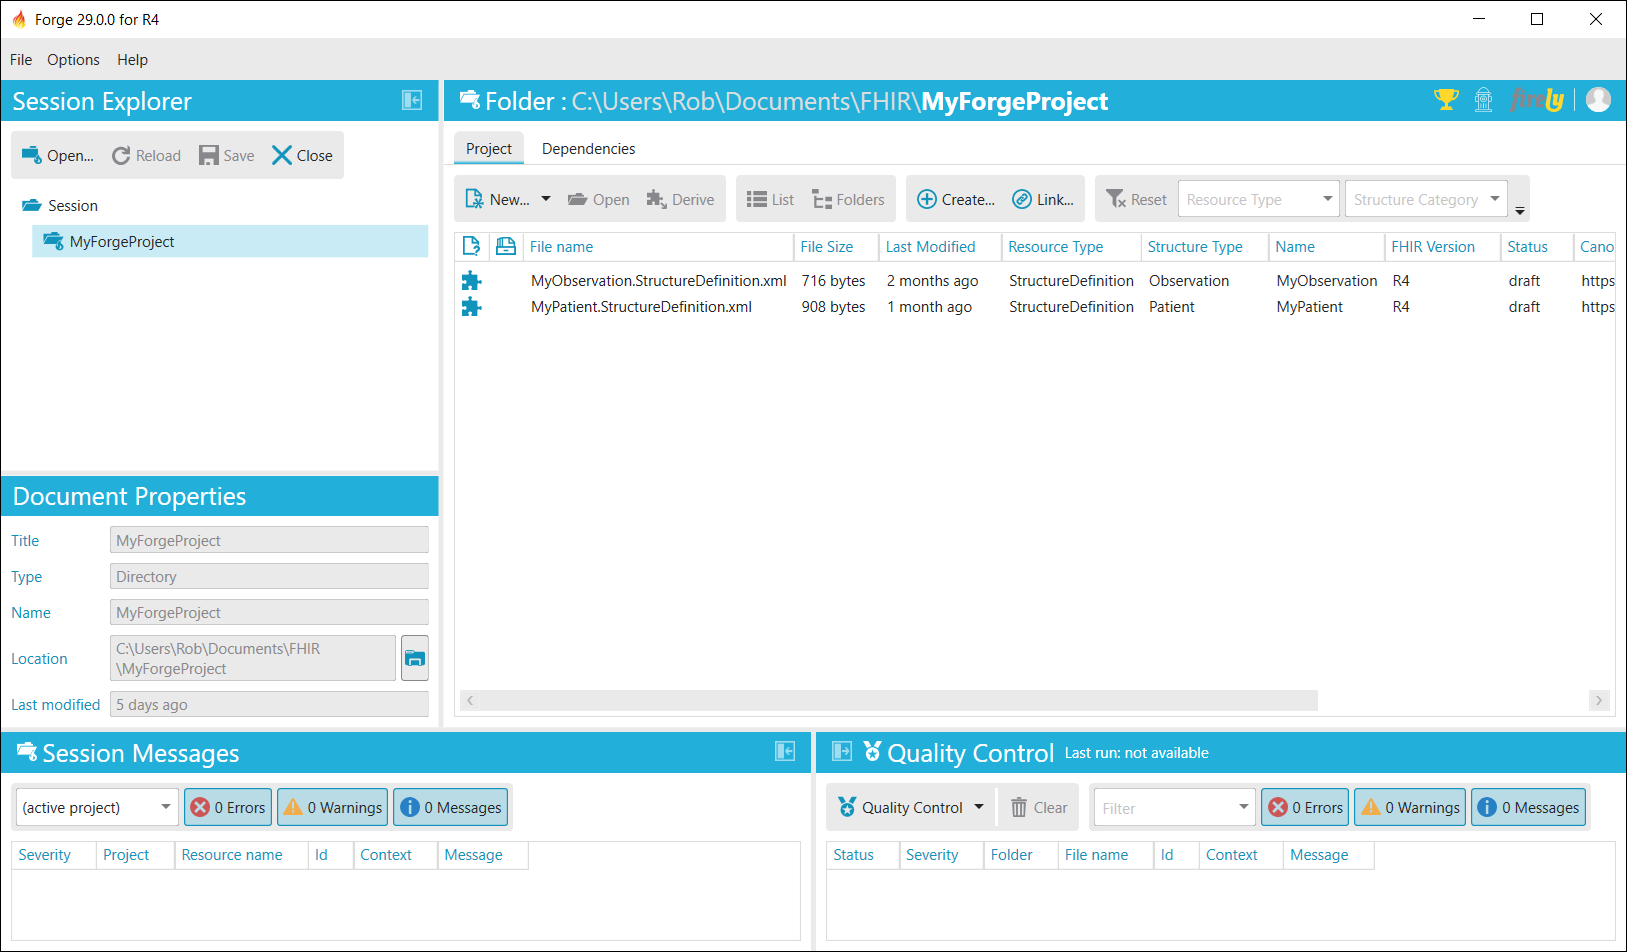 Forge 29.0.0 for R4
File Options Help
Session Explorer
Open... Reload Save Close
Session
MyForgeProject
Folder : C:\Users\Rob\Documents\FHIR\MyForgeProject
firely
Project Dependencies
New... Open Derive List Folders Create... Link... Reset Resource Type Structure Category
File name File Size Last Modified Resource Type Structure Type Name FHIR Version Status Cano
MyObservation.StructureDefinition.xml 716 bytes 2 months ago StructureDefinition Observation MyObservation R4 draft https
MyPatient.StructureDefinition.xml 908 bytes 1 month ago StructureDefinition Patient MyPatient R4 draft https
Document Properties
Title MyForgeProject
Type Directory
Name MyForgeProject
Location C:\Users\Rob\Documents\FHIR
\MyForgeProject
Last modified 5 days ago
Session Messages
(active project) 0 Errors 0 Warnings 0 Messages
Severity Project Resource name Id Context Message
Quality Control Last run: not available
Quality Control Clear Filter 0 Errors 0 Warnings 0 Messages
Status Severity Folder File name Id Context Message